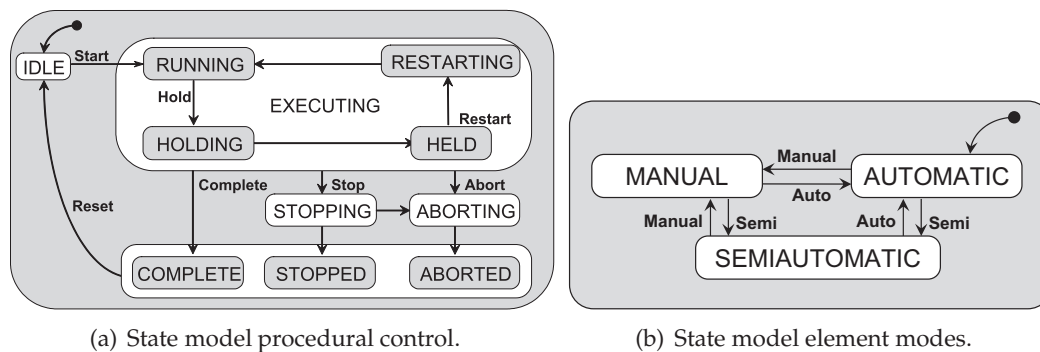 IDLE
Start
RUNNING
RESTARTING
Hold
EXECUTING
Restart
HOLDING
HELD
Complete
Stop
Abort
Reset
STOPPING
ABORTING
COMPLETE
STOPPED
ABORTED
(a) State model procedural control.
MANUAL
Manual
AUTOMATIC
Auto
Manual
Semi
Auto
Semi
SEMIAUTOMATIC
(b) State model element modes.